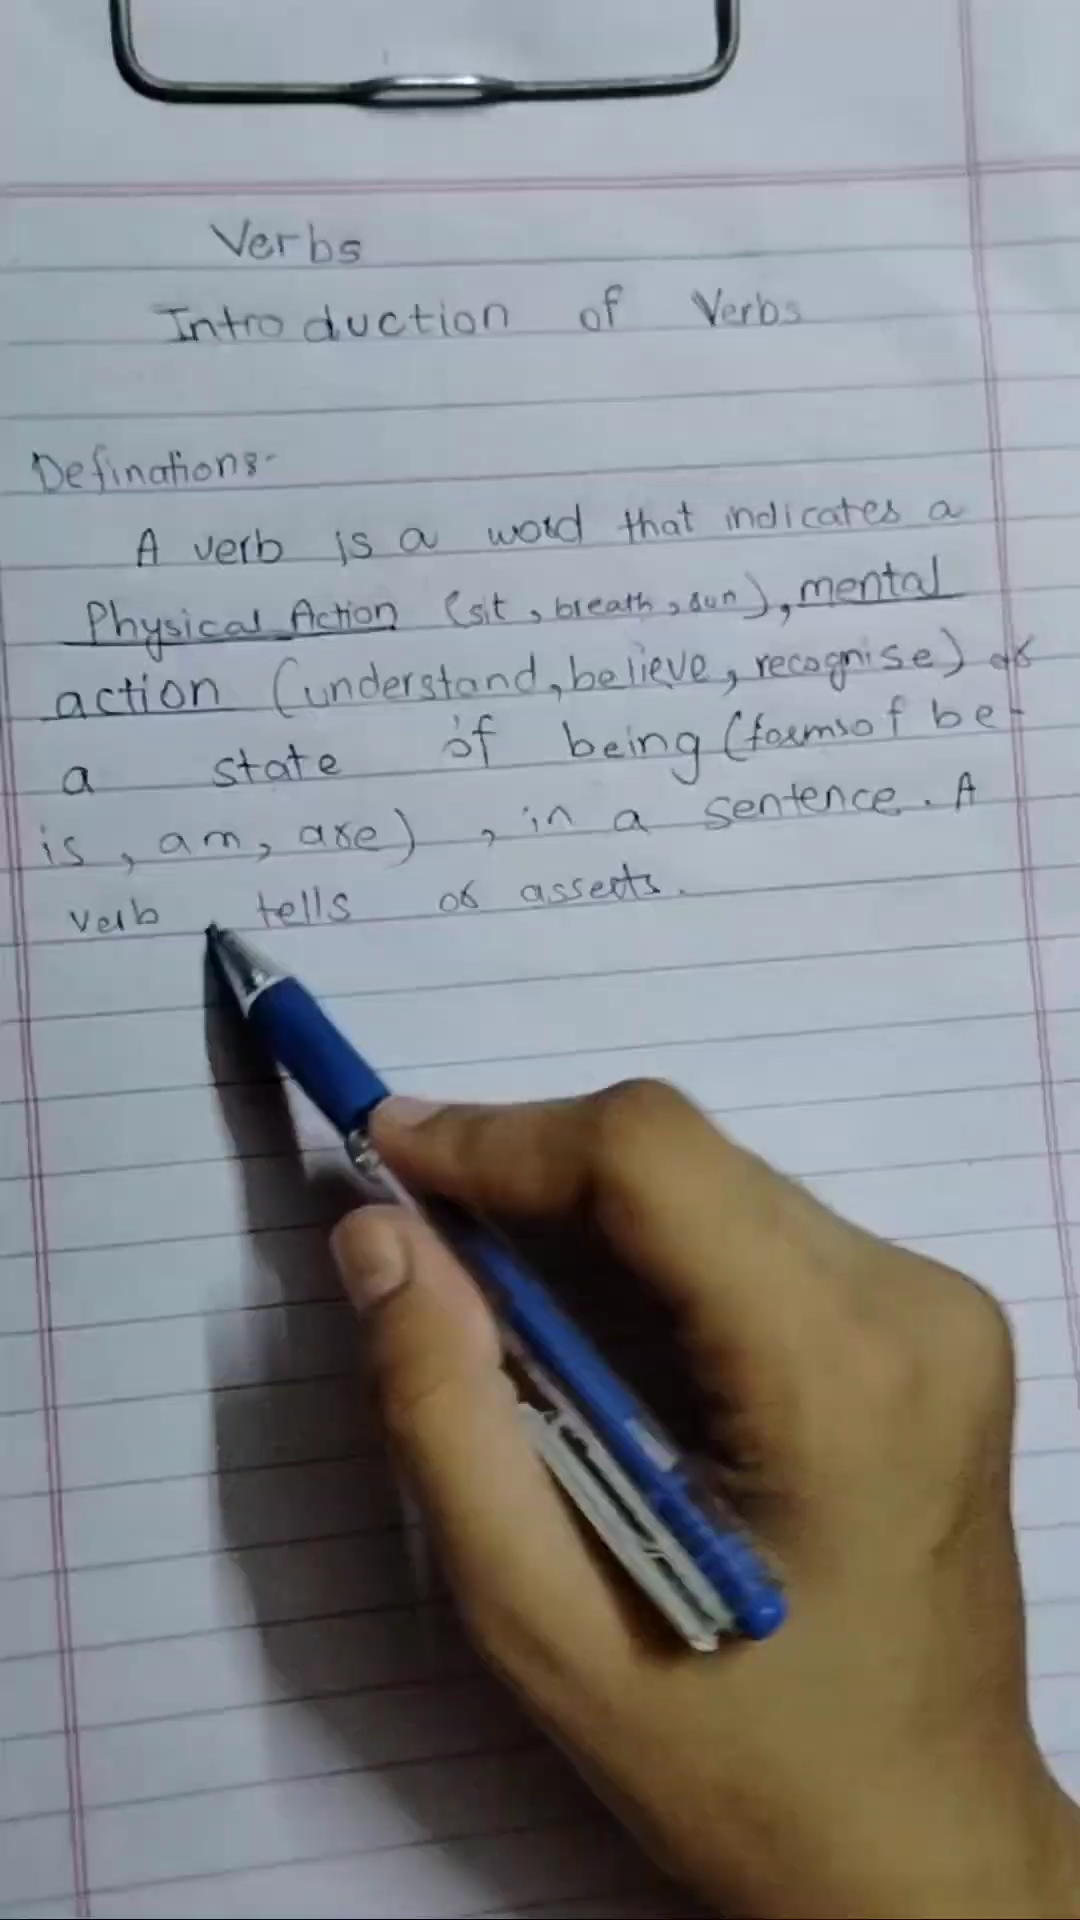 Verbs
Introduction of Verbs
Definations-
A verb is a word that indicates a
Physical Action (sit, breath, run), mental
action (understand, believe, recognise) or
a state of being (forms of be-
is, am, are) , in a sentence. A
verb tells or asserts.